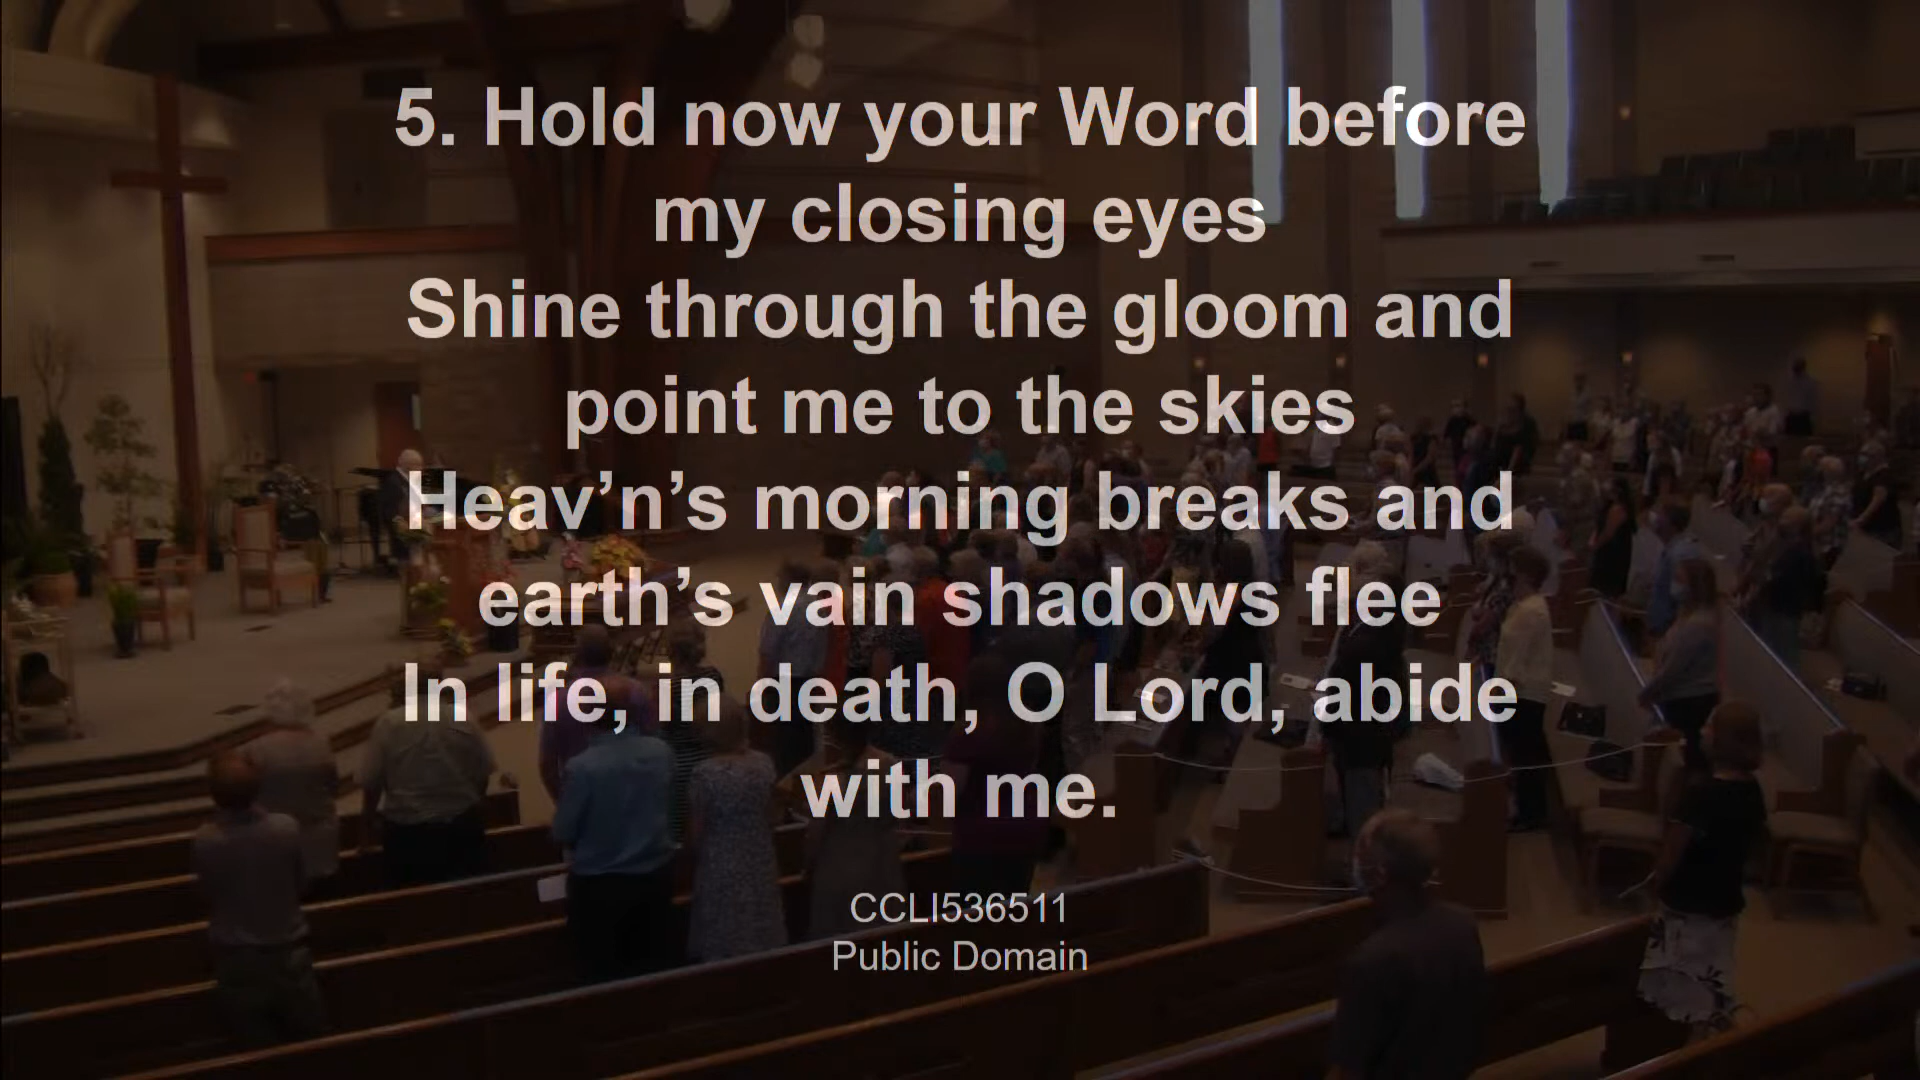 5. Hold now your Word before
my closing eyes
Shine through the gloom and
point me to the skies
Heav’n’s morning breaks and
earth’s vain shadows flee
In life, in death, O Lord, abide
with me.
CCLI536511
Public Domain